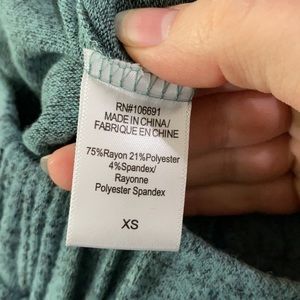 RN#106691
MADE IN CHINA/
FABRIQUE EN CHINE
75%Rayon 21%Polyester
4%Spandex/
Rayonne
Polyester Spandex
XS